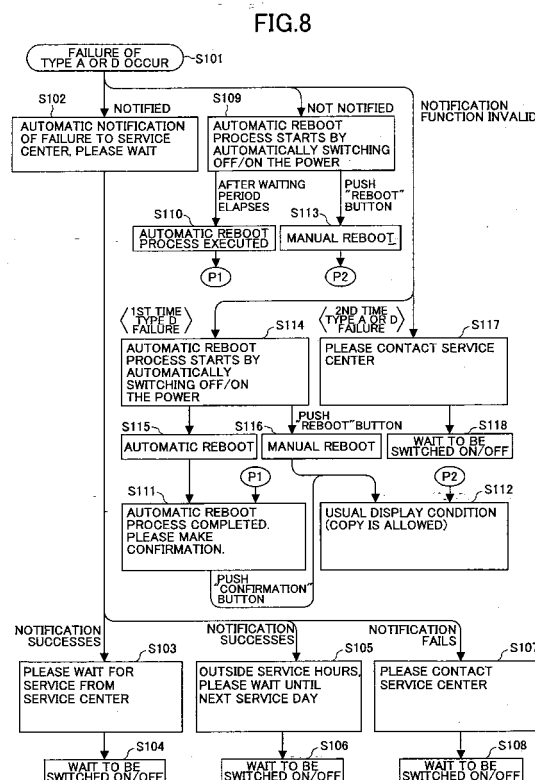 FIG.8
FAILURE OF
TYPE A OR D OCCUR
S101
S102
NOTIFIED
AUTOMATIC NOTIFICATION
OF FAILURE TO SERVICE
CENTER, PLEASE WAIT
S109
NOT NOTIFIED
AUTOMATIC REBOOT
PROCESS STARTS BY
AUTOMATICALLY SWITCHING
OFF/ON THE POWER
NOTIFICATION
FUNCTION INVALID
AFTER WAITING
PERIOD
ELAPSES
PUSH
"REBOOT"
BUTTON
S110
AUTOMATIC REBOOT
PROCESS EXECUTED
S113
MANUAL REBOOT
P1
P2
1ST TIME
TYPE D
FAILURE
S114
AUTOMATIC REBOOT
PROCESS STARTS BY
AUTOMATICALLY
SWITCHING OFF/ON
THE POWER
2ND TIME
TYPE A OR D
FAILURE
S117
PLEASE CONTACT SERVICE
CENTER
PUSH
"REBOOT" BUTTON
S115
AUTOMATIC REBOOT
S116
MANUAL REBOOT
S118
WAIT TO BE
SWITCHED ON/OFF
P1
P2
S111
AUTOMATIC REBOOT
PROCESS COMPLETED.
PLEASE MAKE
CONFIRMATION.
S112
USUAL DISPLAY CONDITION
(COPY IS ALLOWED)
PUSH
"CONFIRMATION"
BUTTON
NOTIFICATION
SUCCESSES
S103
PLEASE WAIT FOR
SERVICE FROM
SERVICE CENTER
NOTIFICATION
SUCCESSES
S105
OUTSIDE SERVICE HOURS,
PLEASE WAIT UNTIL
NEXT SERVICE DAY
NOTIFICATION
FAILS
S107
PLEASE CONTACT
SERVICE CENTER
S104
WAIT TO BE
SWITCHED ON/OFF
S106
WAIT TO BE
SWITCHED ON/OFF
S108
WAIT TO BE
SWITCHED ON/OFF